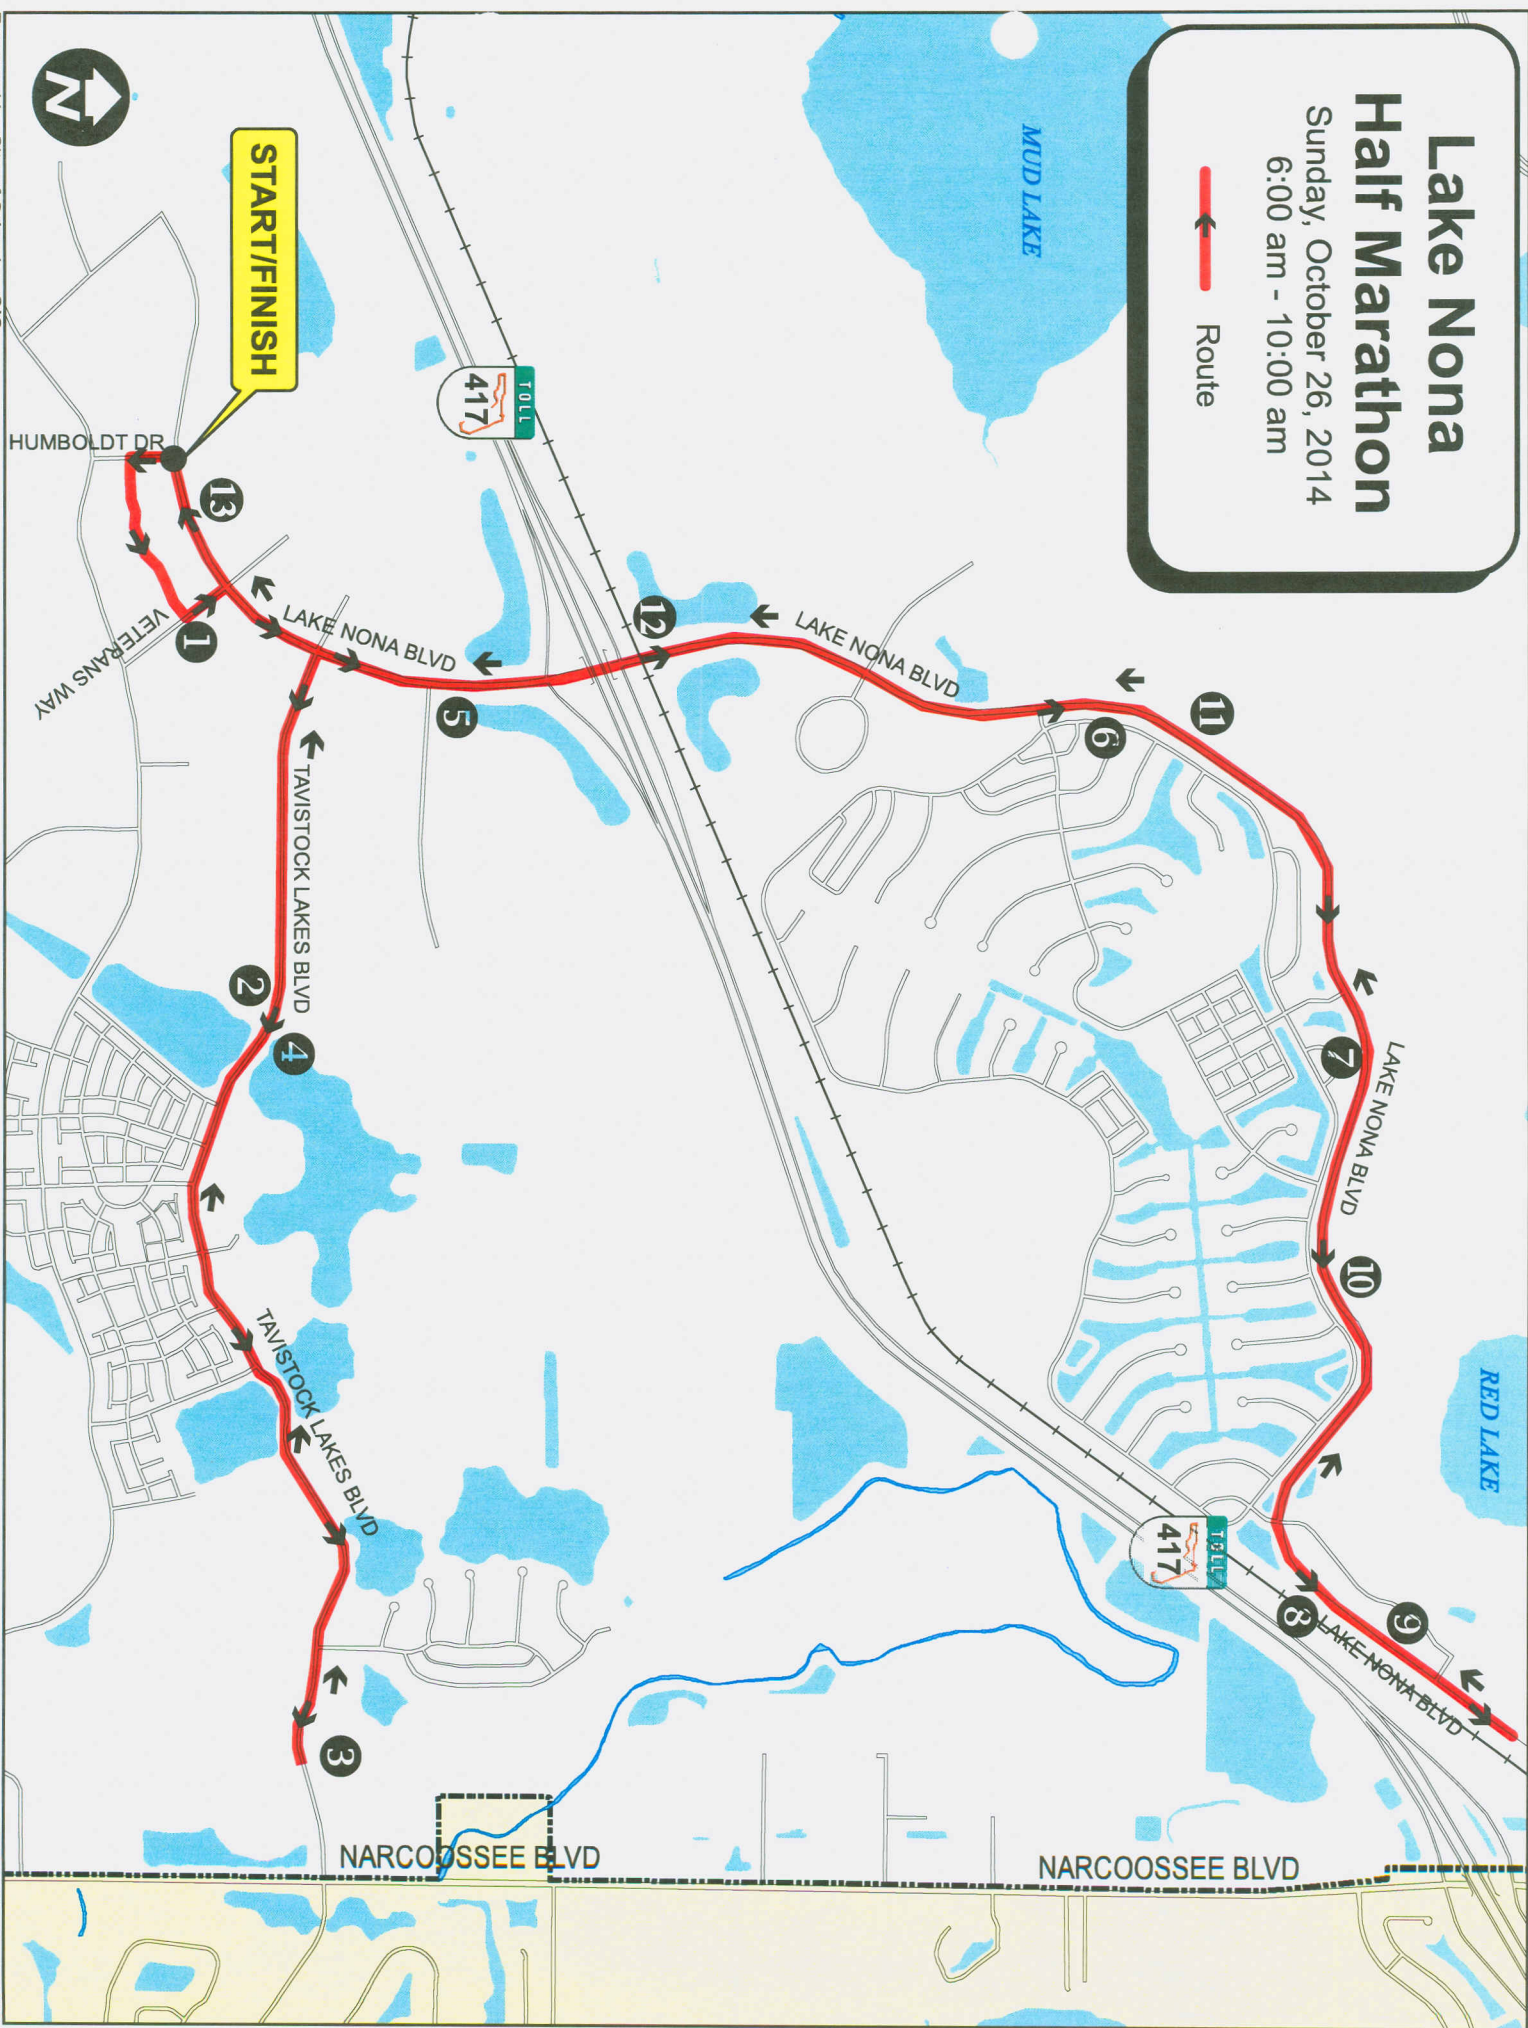 Lake Nona
Half Marathon
Sunday, October 26, 2014
6:00 am - 10:00 am
Route
MUD LAKE
RED LAKE
LAKE NONA BLVD
LAKE NONA BLVD
LAKE NONA BLVD
LAKE NONA BLVD
TOLL
417
TOLL
417
NARCOOSSEE BLVD
NARCOOSSEE BLVD
START/FINISH
HUMBOLDT DR
VETERANS WAY
TAVISTOCK LAKES BLVD
TAVISTOCK LAKES BLVD
1
2
3
4
5
6
7
8
9
10
11
12
13
N